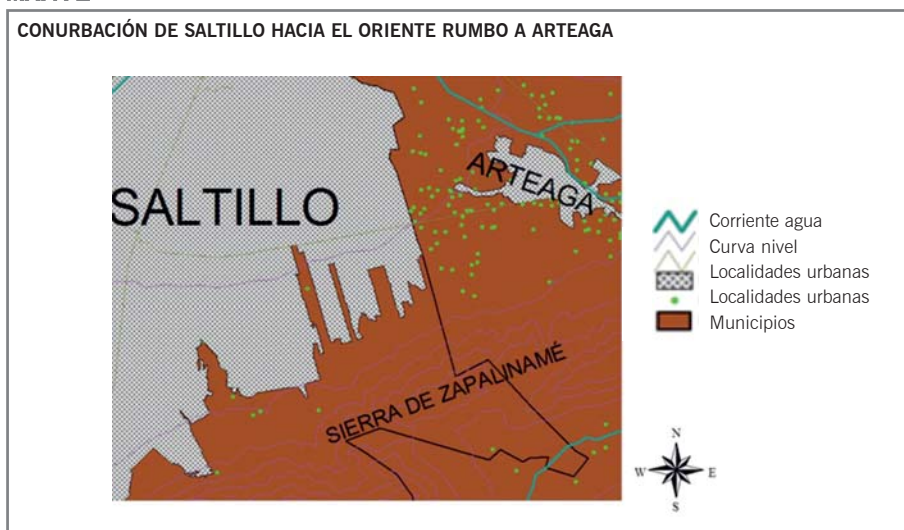 CONURBACIÓN DE SALTILLO HACIA EL ORIENTE RUMBO A ARTEAGA
SALTILLO
ARTEAGA
SIERRA DE ZAPALINAMÉ
Corriente agua
Curva nivel
Localidades urbanas
Localidades urbanas
Municipios
N
W
E
S